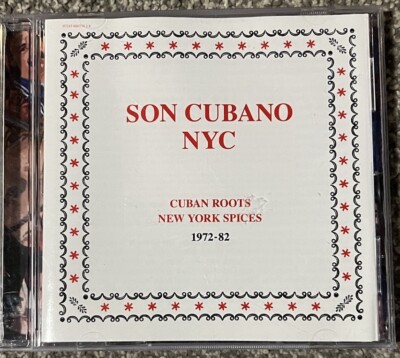 SON CUBANO
NYC
CUBAN ROOTS
NEW YORK SPICES
1972-82